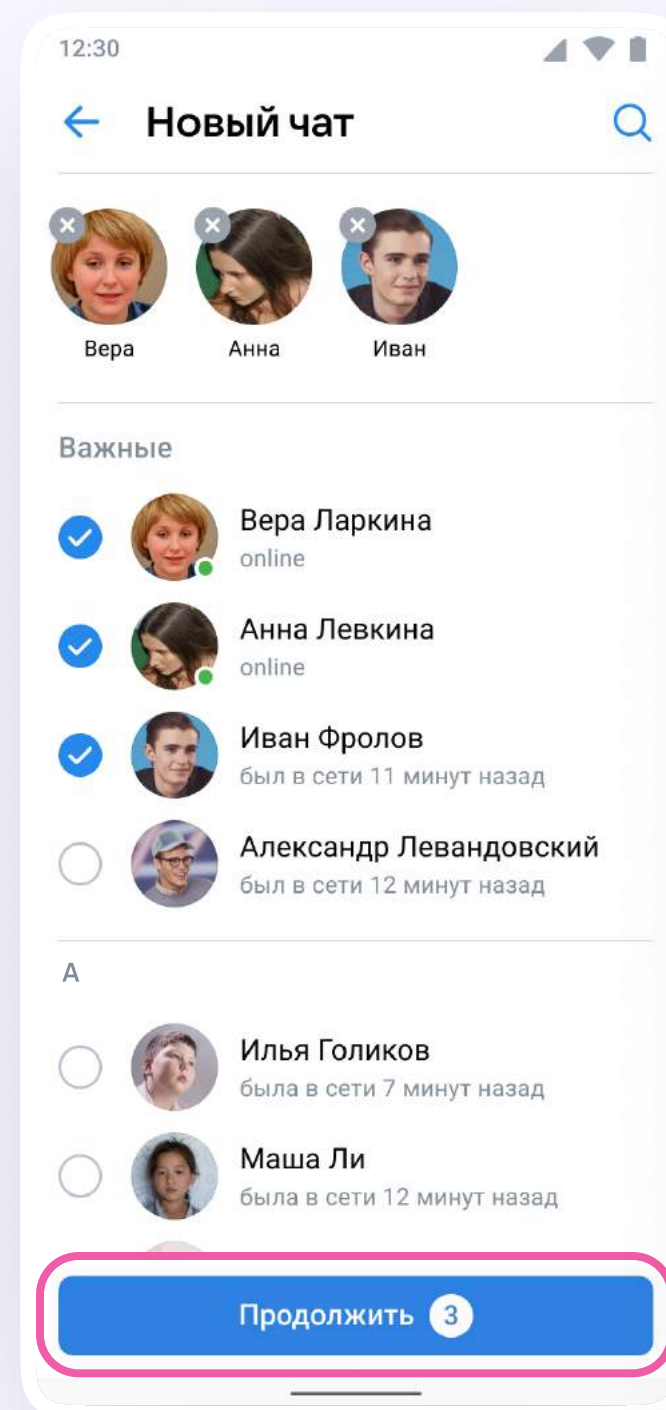 12:30
Новый чат
Вера Анна Иван
Важные
Вера Ларкина
online
Анна Левкина
online
Иван Фролов
был в сети 11 минут назад
Александр Левандовский
был в сети 12 минут назад
А
Илья Голиков
была в сети 7 минут назад
Маша Ли
была в сети 12 минут назад
Продолжить 3